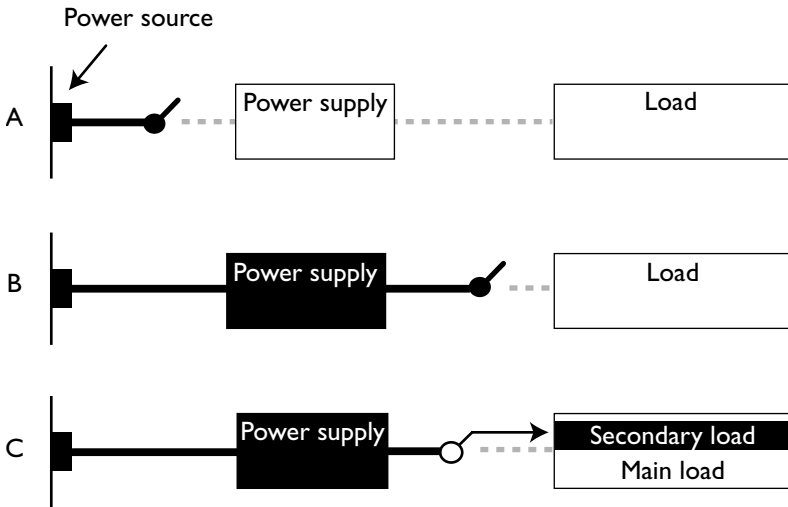 Power source
A
Power supply
Load
B
Power supply
Load
C
Power supply
Secondary load
Main load